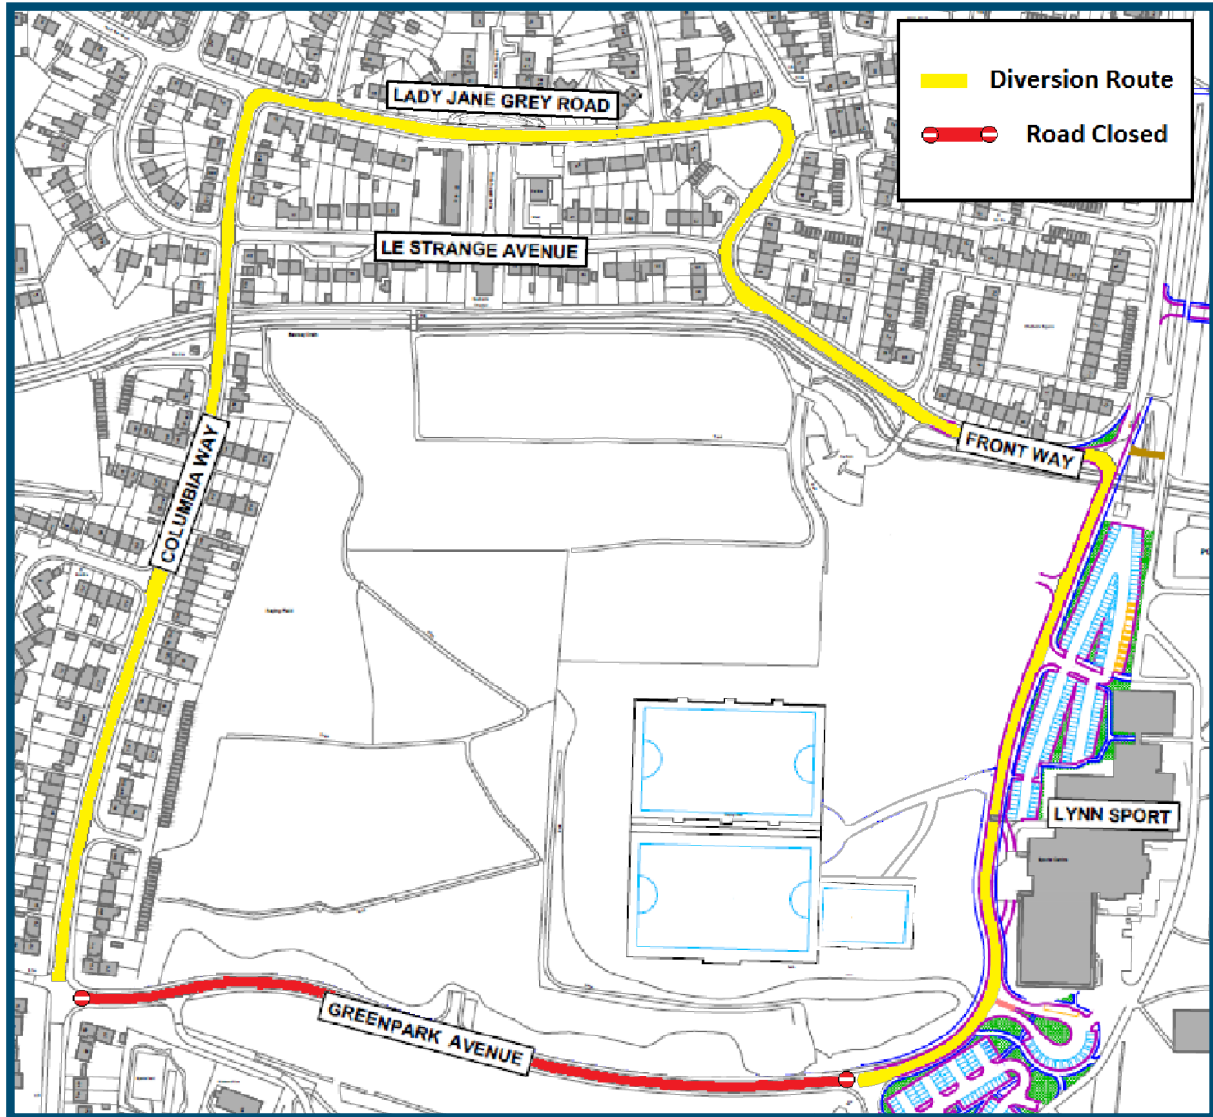 Diversion Route
Road Closed
LADY JANE GREY ROAD
LE STRANGE AVENUE
COLUMBIA WAY
FRONT WAY
LYNN SPORT
GREENPARK AVENUE